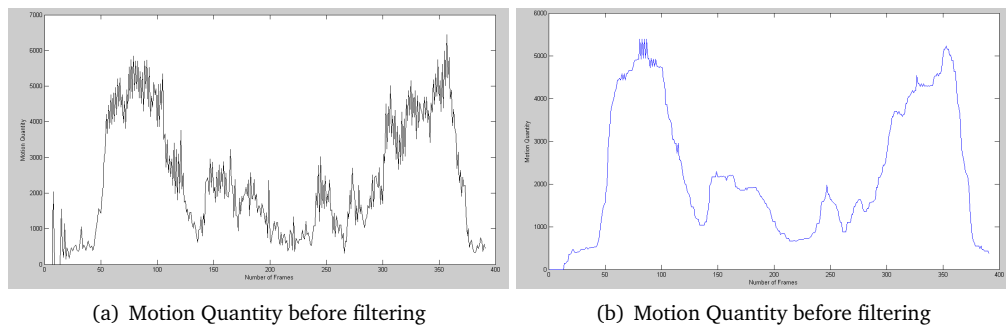 7000
6000
5000
4000
3000
2000
1000
0
Motion Quantity
0 50 100 150 200 250 300 350 400
Number of Frames
(a) Motion Quantity before filtering
6000
5000
4000
3000
2000
1000
0
Motion Quantity
0 50 100 150 200 250 300 350 400
Number of Frames
(b) Motion Quantity before filtering